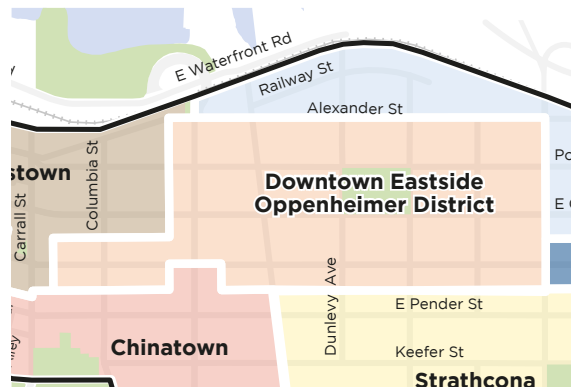 E Waterfront Rd
Railway St
Alexander St
stown
Columbia St
Carrall St
Downtown Eastside
Oppenheimer District
Dunlevy Ave
E Pender St
Chinatown
Keefer St
Strathcona